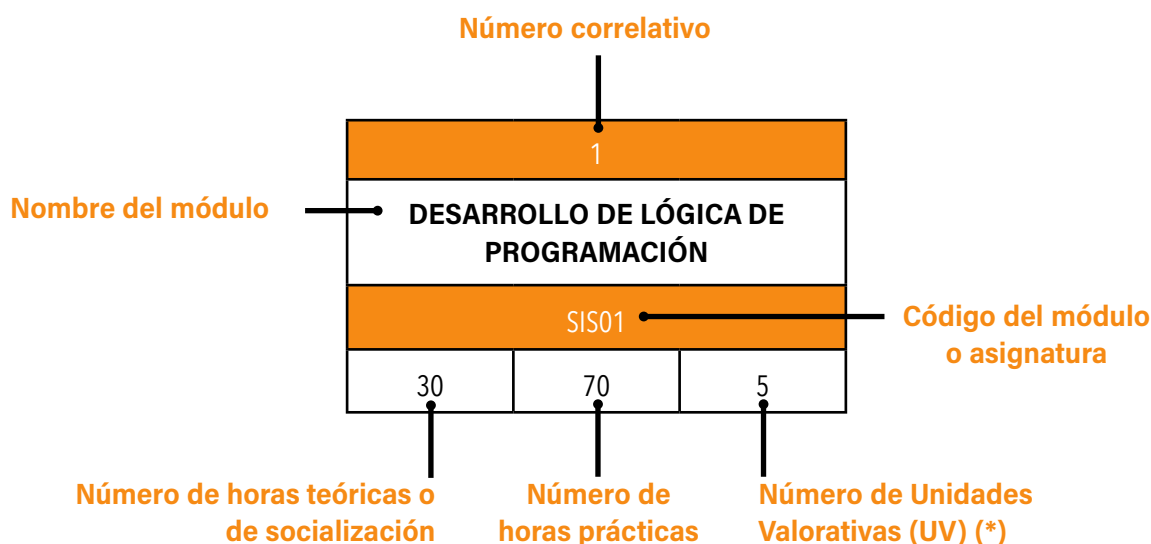 Número correlativo
1
Nombre del módulo
DESARROLLO DE LÓGICA DE
PROGRAMACIÓN
SIS01
Código del módulo
o asignatura
30
70
5
Número de horas teóricas o
de socialización
Número de
horas prácticas
Número de Unidades
Valorativas (UV) (*)